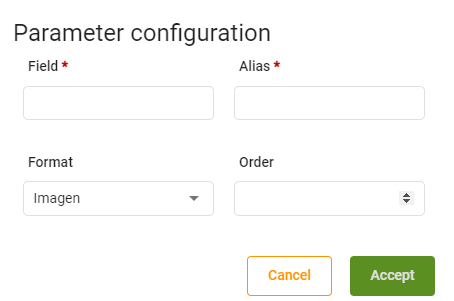 Parameter configuration
Field *
Alias *
Format
Order
Imagen
Cancel
Accept